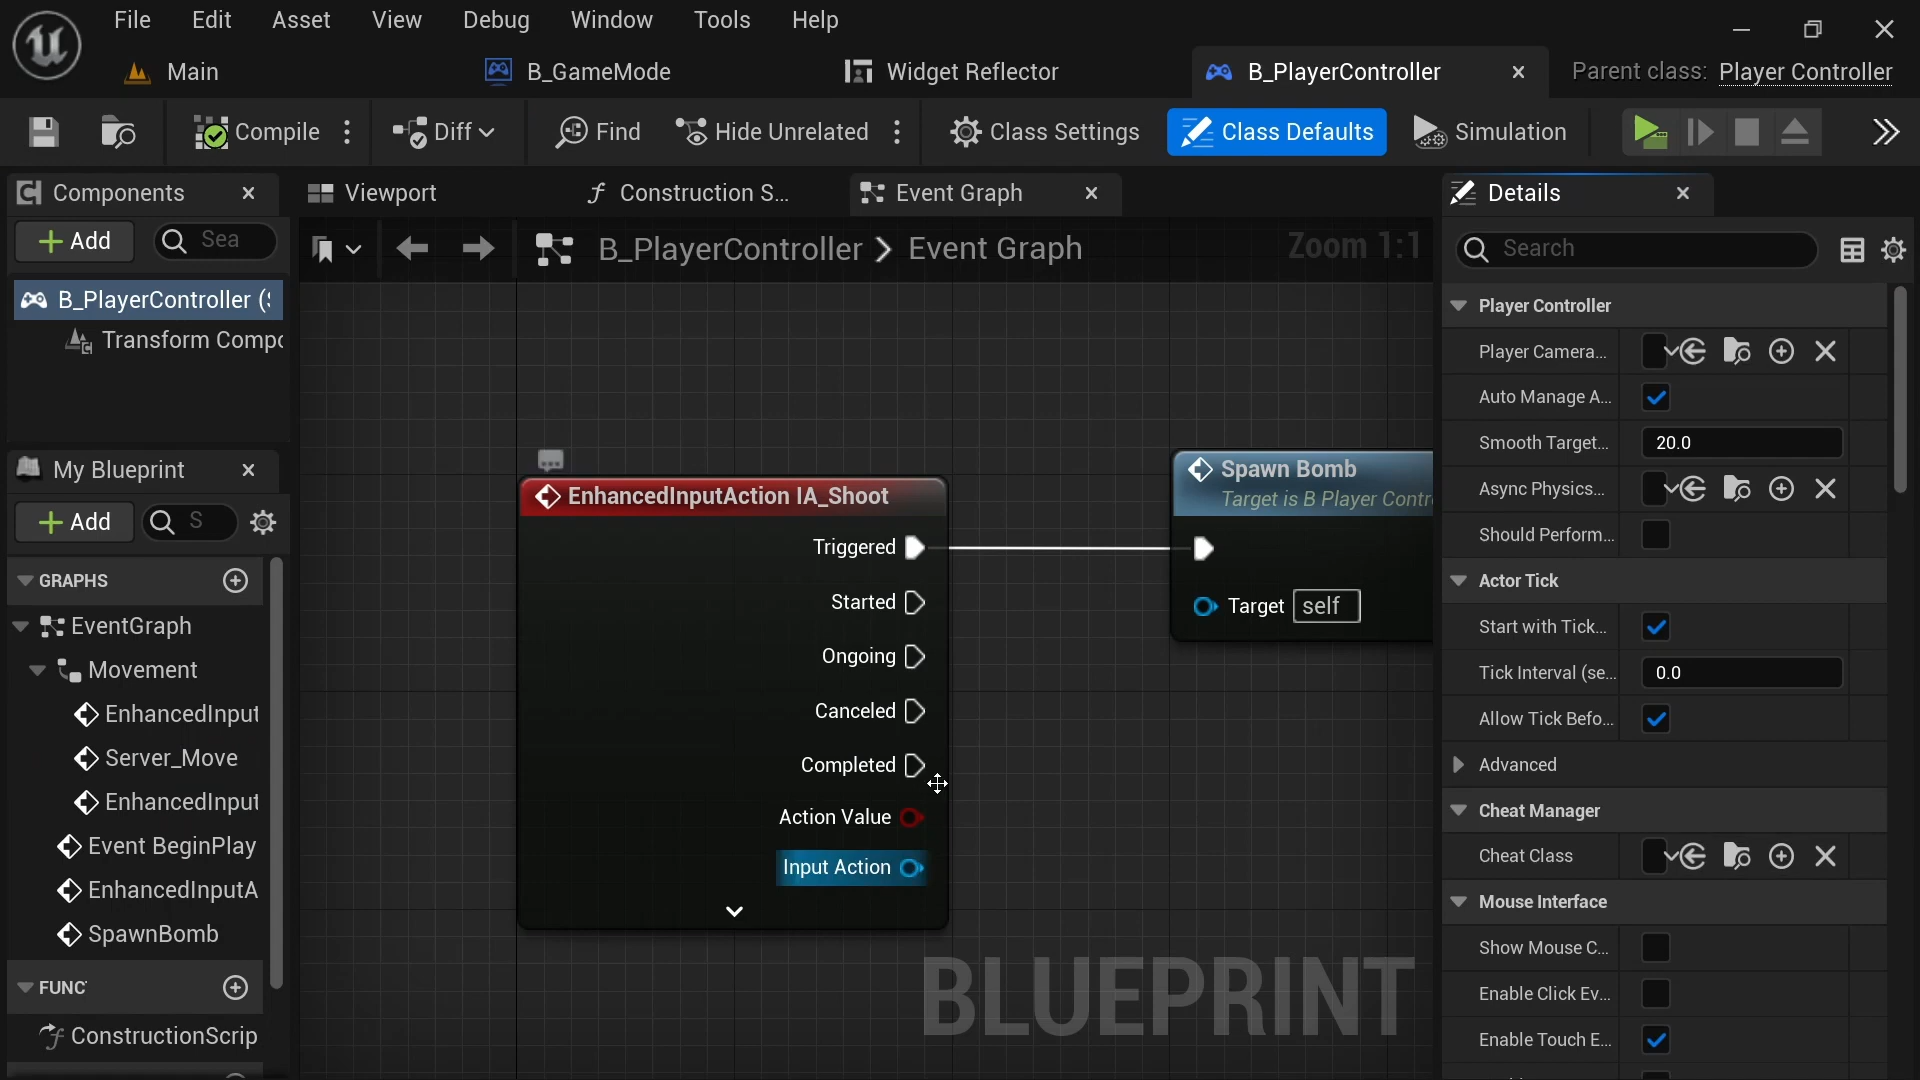 File Edit Asset View Debug Window Tools Help
Main B_GameMode Widget Reflector B_PlayerController Parent class: Player Controller
Compile Diff Find Hide Unrelated Class Settings Class Defaults Simulation
Components Viewport Construction S... Event Graph Details
Add Sea B_PlayerController Event Graph Zoom 1:1 Search
B_PlayerController (
Transform Comp
My Blueprint
Add S
GRAPHS
EventGraph
Movement
EnhancedInput
Server_Move
EnhancedInput
Event BeginPlay
EnhancedInputA
SpawnBomb
FUNC
ConstructionScrip
EnhancedInputAction IA_Shoot
Triggered
Started
Ongoing
Canceled
Completed
Action Value
Input Action
Spawn Bomb
Target is B Player Contr
Target self
BLUEPRINT
Player Controller
Player Camera...
Auto Manage A...
Smooth Target... 20.0
Async Physics...
Should Perform...
Actor Tick
Start with Tick...
Tick Interval (se... 0.0
Allow Tick Befo...
Advanced
Cheat Manager
Cheat Class
Mouse Interface
Show Mouse C...
Enable Click Ev...
Enable Touch E...